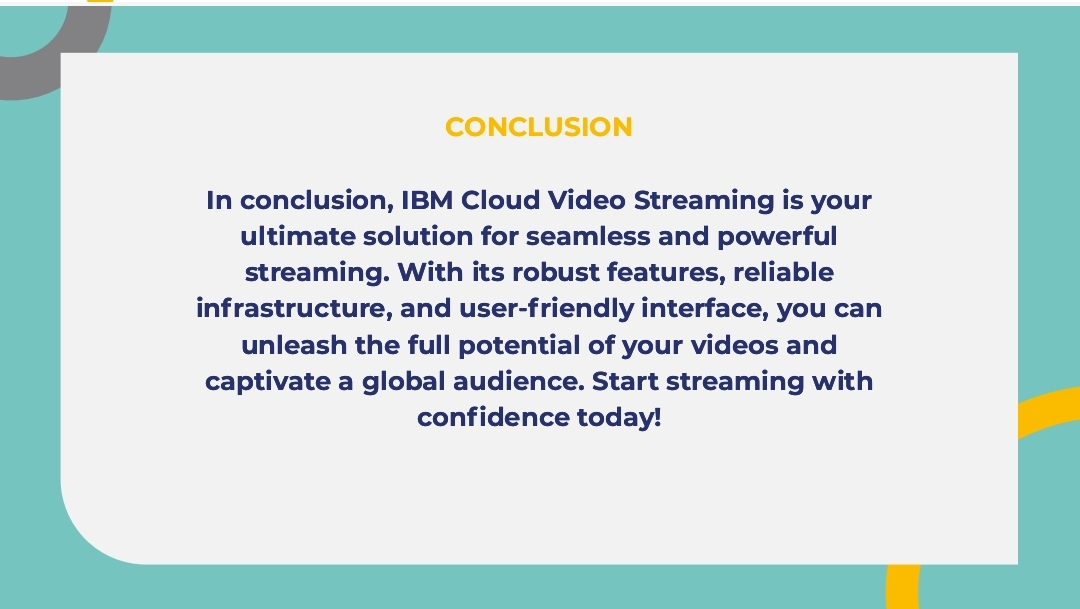 CONCLUSION
In conclusion, IBM Cloud Video Streaming is your
ultimate solution for seamless and powerful
streaming. With its robust features, reliable
infrastructure, and user-friendly interface, you can
unleash the full potential of your videos and
captivate a global audience. Start streaming with
confidence today!